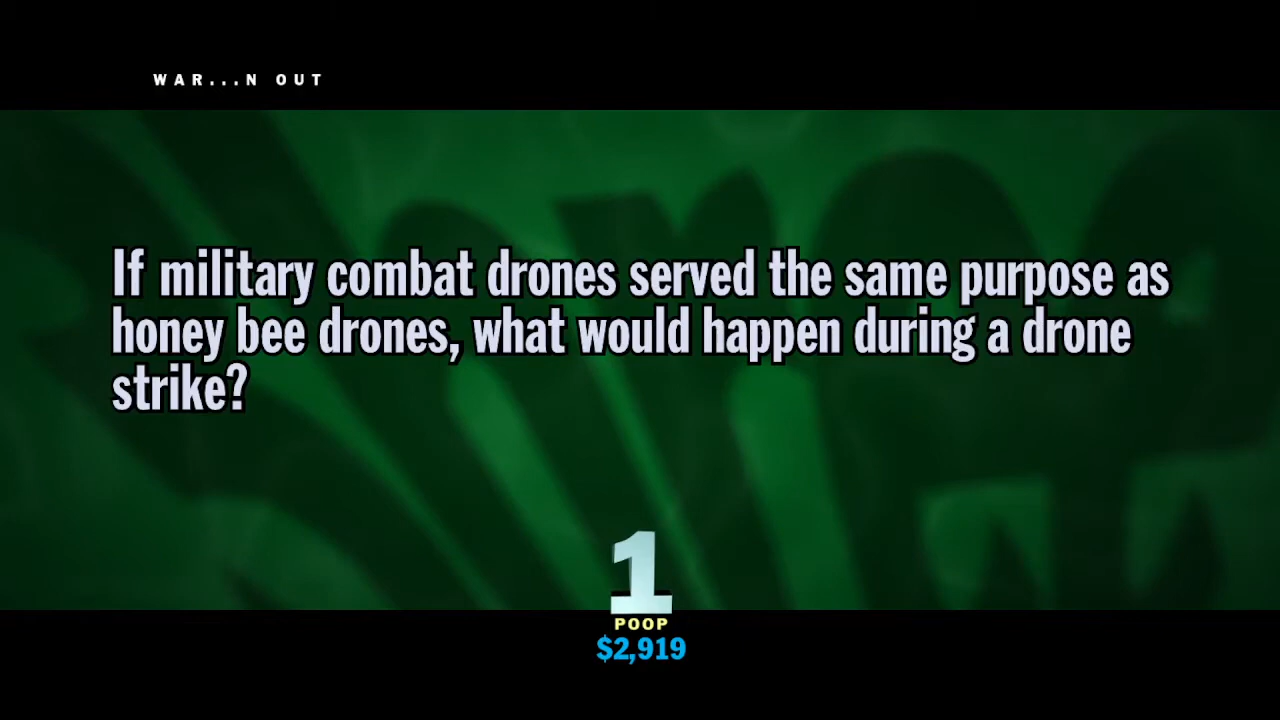 WAR...N OUT
If military combat drones served the same purpose as
honey bee drones, what would happen during a drone
strike?
1
POOP
$2,919